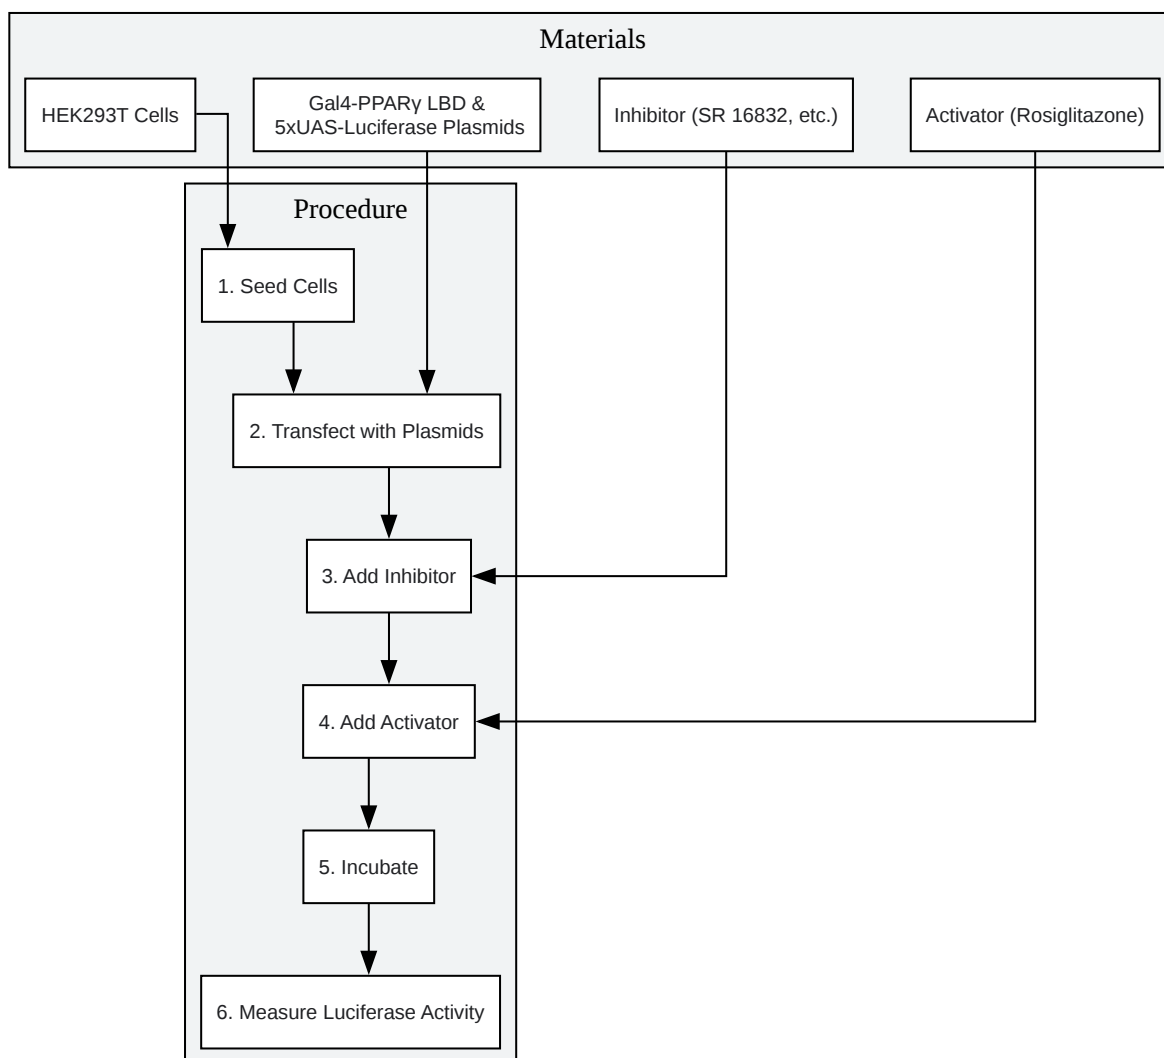 Materials
HEK293T Cells
Gal4-PPARγ LBD &
5xUAS-Luciferase Plasmids
Inhibitor (SR 16832, etc.)
Activator (Rosiglitazone)
Procedure
1. Seed Cells
2. Transfect with Plasmids
3. Add Inhibitor
4. Add Activator
5. Incubate
6. Measure Luciferase Activity